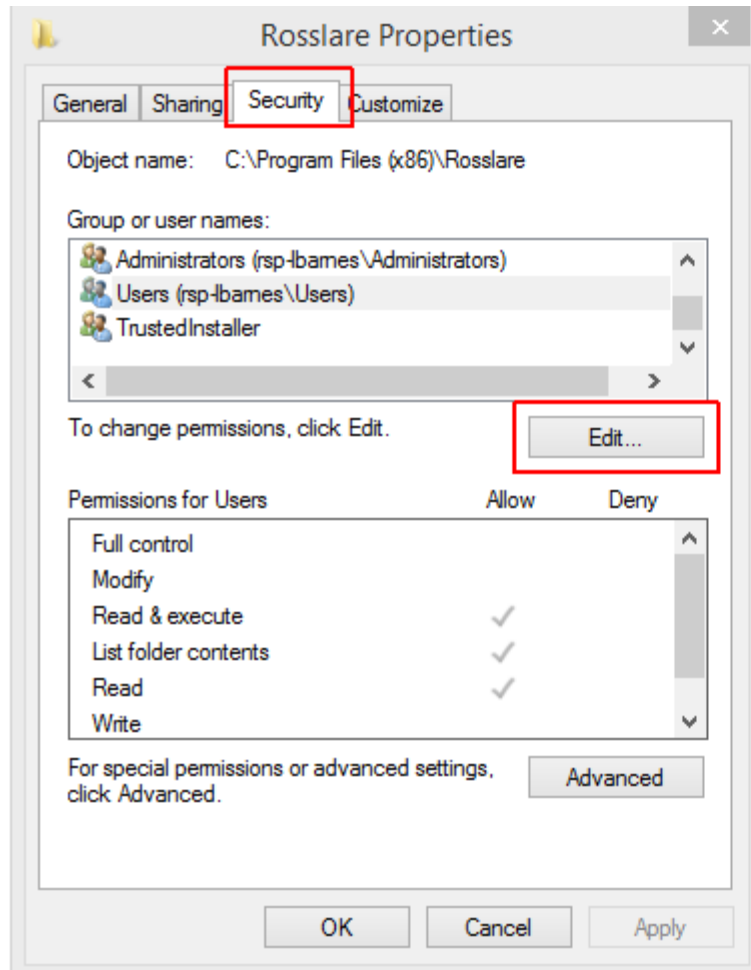 Rosslare Properties
General Sharing Security Customize
Object name: C:\Program Files (x86)\Rosslare
Group or user names:
Administrators (rsp-lbarnes\Administrators)
Users (rsp-lbarnes\Users)
TrustedInstaller
To change permissions, click Edit.
Edit...
Permissions for Users Allow Deny
Full control
Modify
Read & execute
List folder contents
Read
Write
For special permissions or advanced settings,
click Advanced.
Advanced
OK Cancel Apply